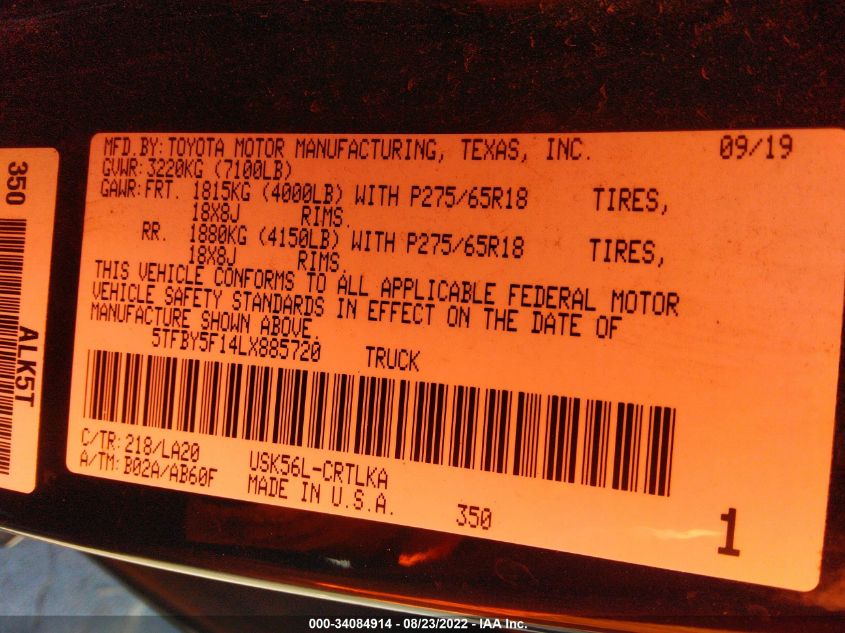 MFD.BY: TOYOTA MOTOR MANUFACTURING, TEXAS, INC. 09/19
GVWR: 3220KG (7100LB)
GAWR: FRT. 1815KG (4000LB) WITH P275/65R18 TIRES,
18X8J RIMS.
RR. 1880KG (4150LB) WITH P275/65R18 TIRES,
18X8J RIMS.
THIS VEHICLE CONFORMS TO ALL APPLICABLE FEDERAL MOTOR
VEHICLE SAFETY STANDARDS IN EFFECT ON THE DATE OF
MANUFACTURE SHOWN ABOVE.
5TFBY5F14LX885720 TRUCK
C/TR: 218/LA20
A/TM: B02A/AB60F
USK56L-CRTLKA
MADE IN U.S.A.
350
1
350
ALK5T
000-34084914 - 08/23/2022 - IAA Inc.